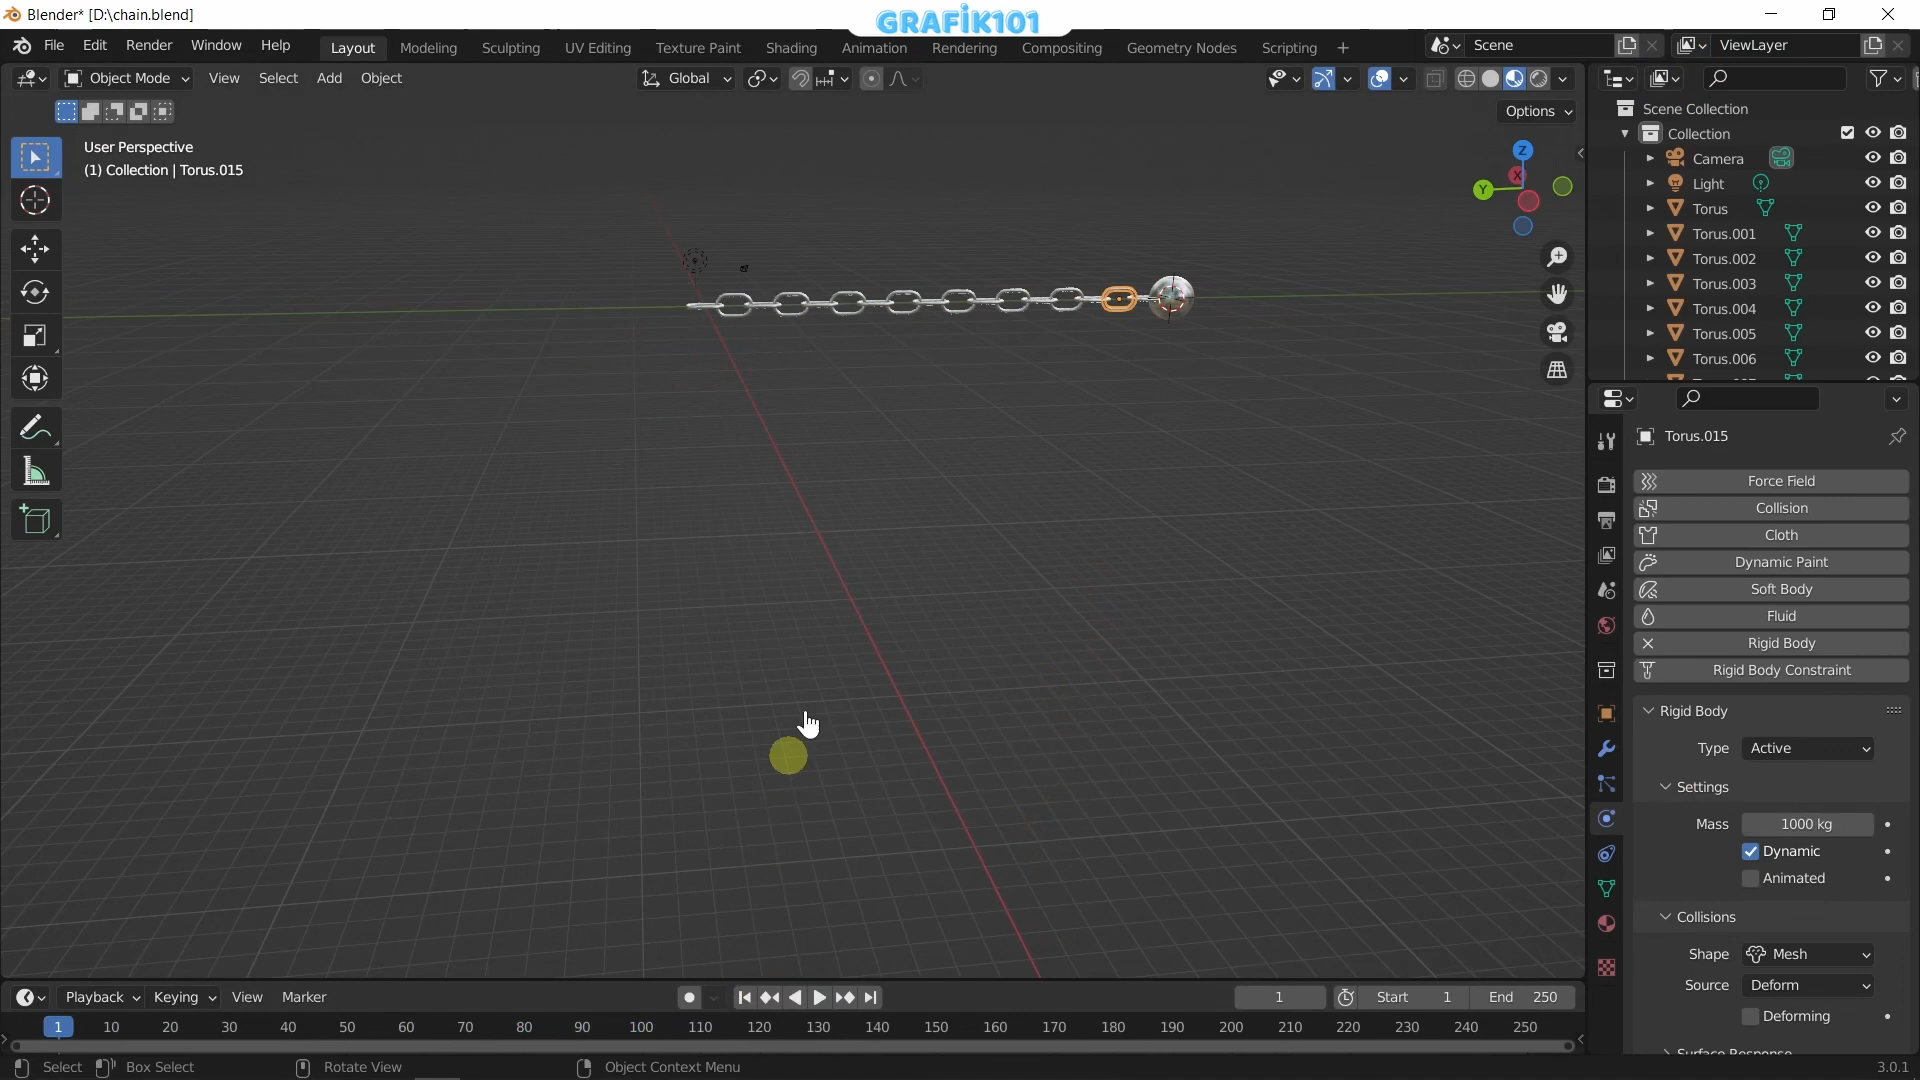 Blender* [D:\chain.blend]
GRAFİK101
File Edit Render Window Help
Layout Modeling Sculpting UV Editing Texture Paint Shading Animation Rendering Compositing Geometry Nodes Scripting +
Scene
ViewLayer
Object Mode View Select Add Object
Global
Options
User Perspective
(1) Collection | Torus.015
Z
Y
X
Scene Collection
Collection
Camera
Light
Torus
Torus.001
Torus.002
Torus.003
Torus.004
Torus.005
Torus.006
Torus.015
Force Field
Collision
Cloth
Dynamic Paint
Soft Body
Fluid
Rigid Body
Rigid Body Constraint
Rigid Body
Type Active
Settings
Mass 1000 kg
Dynamic
Animated
Collisions
Shape Mesh
Source Deform
Deforming
Surface Response
Playback Keying View Marker
1
Start 1
End 250
1 10 20 30 40 50 60 70 80 90 100 110 120 130 140 150 160 170 180 190 200 210 220 230 240 250
Select Box Select Rotate View Object Context Menu
3.0.1